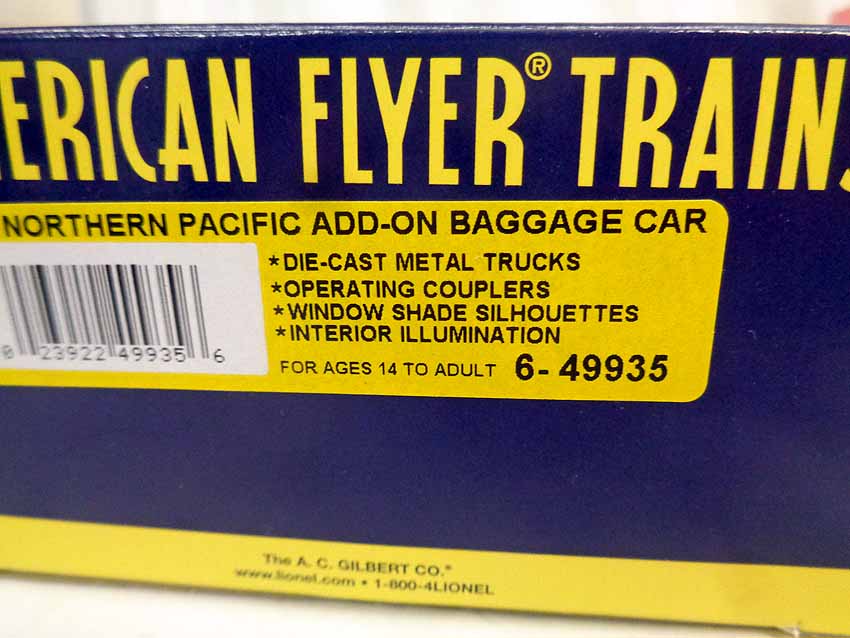 ERICAN FLYER® TRAINS
NORTHERN PACIFIC ADD-ON BAGGAGE CAR
*DIE-CAST METAL TRUCKS
*OPERATING COUPLERS
*WINDOW SHADE SILHOUETTES
*INTERIOR ILLUMINATION
0 23922 49935 6
FOR AGES 14 TO ADULT 6-49935
The A. C. GILBERT CO.®
www.lionel.com • 1-800-4LIONEL